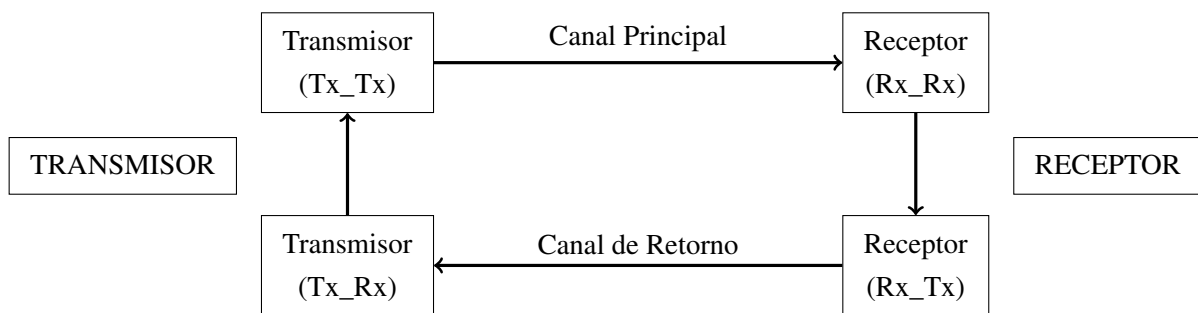 Transmisor
(Tx_Tx)
Canal Principal
Receptor
(Rx_Rx)
TRANSMISOR
RECEPTOR
Transmisor
(Tx_Rx)
Canal de Retorno
Receptor
(Rx_Tx)